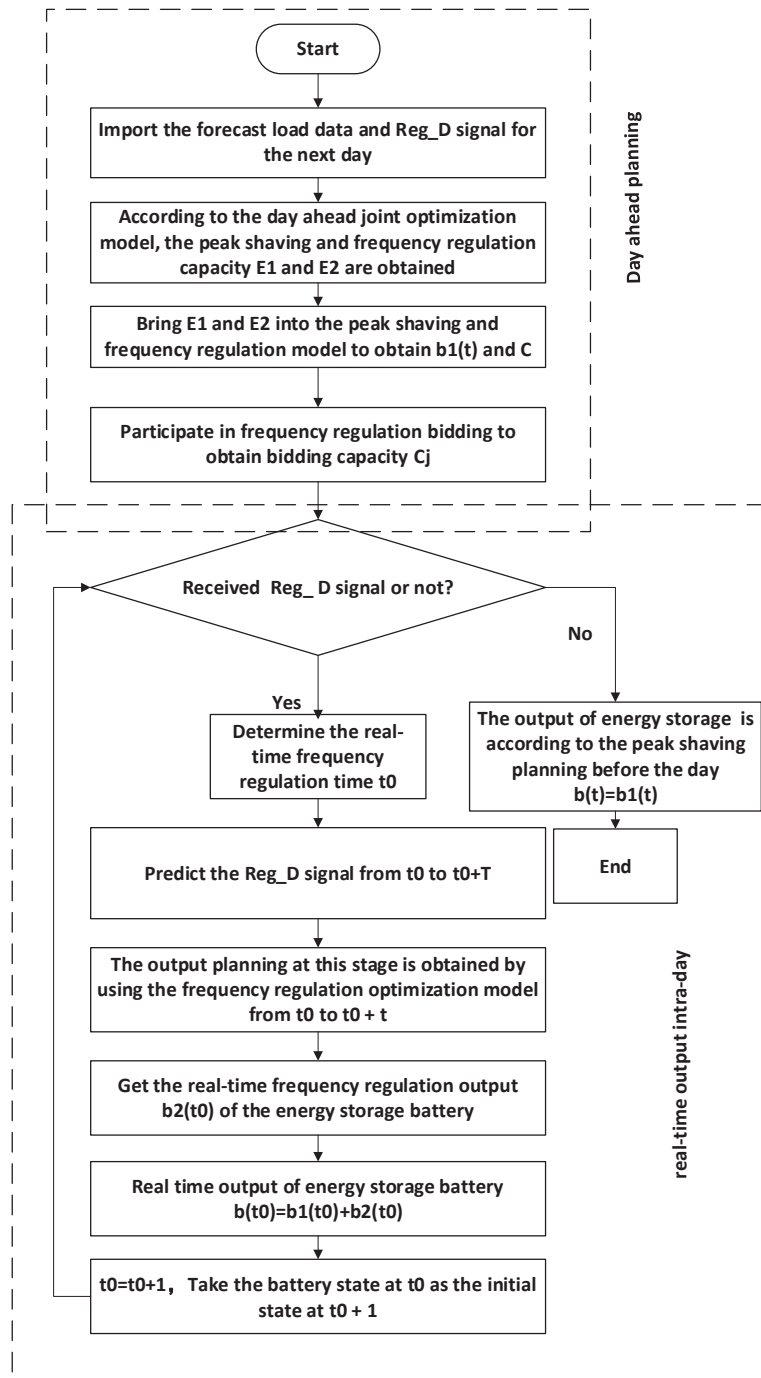 Start
Import the forecast load data and Reg_D signal for
the next day
According to the day ahead joint optimization
model, the peak shaving and frequency regulation
capacity E1 and E2 are obtained
Bring E1 and E2 into the peak shaving and
frequency regulation model to obtain b1(t) and C
Participate in frequency regulation bidding to
obtain bidding capacity Cj
Day ahead planning
Received Reg_ D signal or not?
No
Yes
The output of energy storage is
according to the peak shaving
planning before the day
b(t)=b1(t)
End
Determine the real-
time frequency
regulation time t0
Predict the Reg_D signal from t0 to t0+T
The output planning at this stage is obtained by
using the frequency regulation optimization model
from t0 to t0 + t
Get the real-time frequency regulation output
b2(t0) of the energy storage battery
Real time output of energy storage battery
b(t0)=b1(t0)+b2(t0)
t0=t0+1，Take the battery state at t0 as the initial
state at t0 + 1
real-time output intra-day